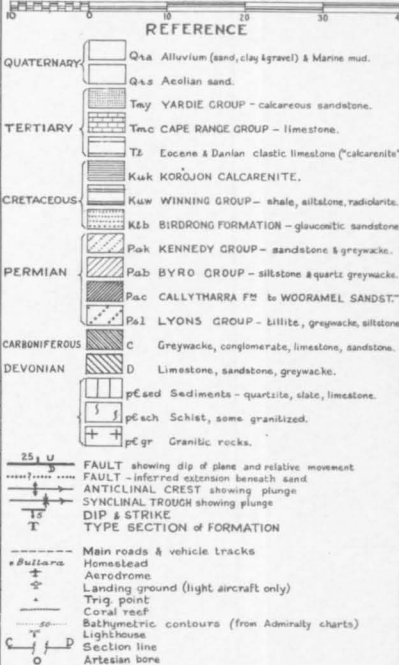 10 0 10 20 30 40
REFERENCE
QUATERNARY
Qra Alluvium (sand, clay & gravel) & Marine mud.
Qrs Aeolian sand.
TERTIARY
Tmy YARDIE GROUP - calcareous sandstone.
Tmc CAPE RANGE GROUP - limestone.
Tl Eocene & Danian clastic limestone ("calcarenite")
CRETACEOUS
Kuk KOROJON CALCARENITE.
Kuw WINNING GROUP - shale, siltstone, radiolarite.
Klb BIRDRONG FORMATION - glauconitic sandstone
PERMIAN
Pak KENNEDY GROUP - sandstone & greywacke.
Pab BYRO GROUP - siltstone & quartz greywacke.
Pac CALLYTHARRA Fm to WOORAMEL SANDST.
Psl LYONS GROUP - tillite, greywacke, siltstone
CARBONIFEROUS C Greywacke, conglomerate, limestone, sandstone.
DEVONIAN D Limestone, sandstone, greywacke.
p€sed Sediments - quartzite, slate, limestone.
p€sch Schist, some granitized.
p€gr Granitic rocks.
25 U D FAULT showing dip of plane and relative movement
? FAULT - inferred extension beneath sand
ANTICLINAL CREST showing plunge
SYNCLINAL TROUGH showing plunge
15 DIP & STRIKE
T TYPE SECTION of FORMATION
Main roads & vehicle tracks
Bullara Homestead
Aerodrome
Landing ground (light aircraft only)
Trig. point
Coral reef
50 Bathymetric contours (from Admiralty charts)
Lighthouse
C D Section line
Artesian bore